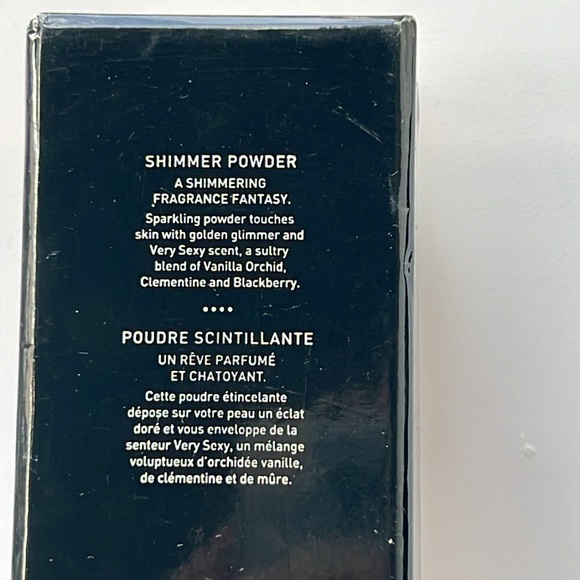 SHIMMER POWDER
A SHIMMERING
FRAGRANCE FANTASY.
Sparkling powder touches
skin with golden glimmer and
Very Sexy scent, a sultry
blend of Vanilla Orchid,
Clementine and Blackberry.
••••
POUDRE SCINTILLANTE
UN RÊVE PARFUMÉ
ET CHATOYANT.
Cette poudre étincelante
dépose sur votre peau un éclat
doré et vous enveloppe de la
senteur Very Sexy, un mélange
voluptueux d'orchidée vanille,
de clémentine et de mûre.